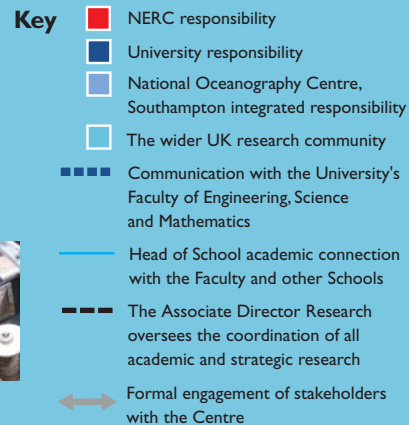 Key
NERC responsibility
University responsibility
National Oceanography Centre,
Southampton integrated responsibility
The wider UK research community
Communication with the University's
Faculty of Engineering, Science
and Mathematics
Head of School academic connection
with the Faculty and other Schools
The Associate Director Research
oversees the coordination of all
academic and strategic research
Formal engagement of stakeholders
with the Centre